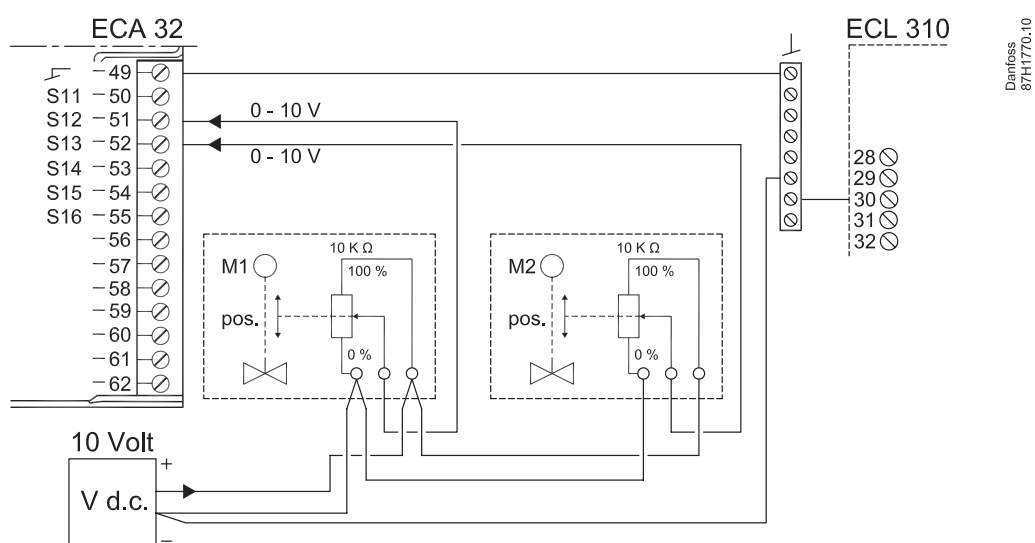 ECA 32
ECL 310
Danfoss
87H1770.10
49
S11 - 50
S12 - 51
S13 - 52
S14 - 53
S15 - 54
S16 - 55
56
57
58
59
60
61
62
0 - 10 V
0 - 10 V
28
29
30
31
32
M1
10 K Ω
100 %
pos.
0 %
M2
10 K Ω
100 %
pos.
0 %
10 Volt
+
V d.c.
−